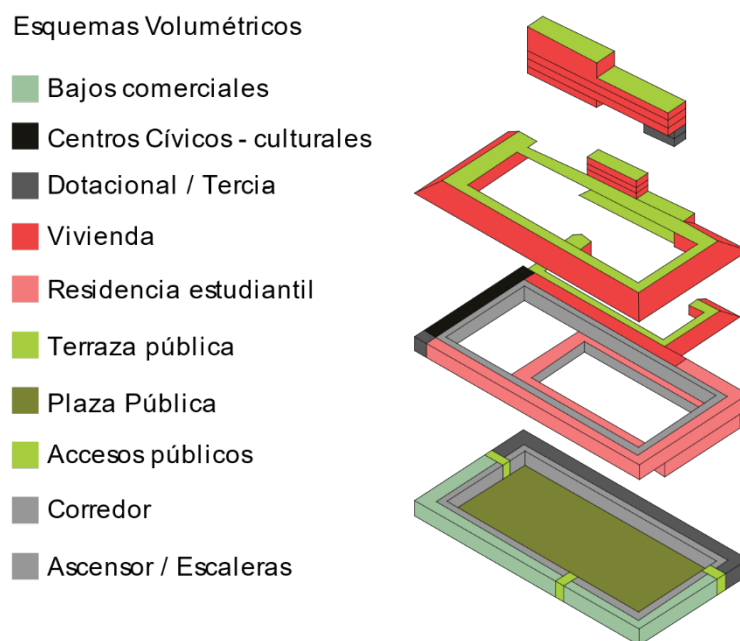 Esquemas Volumétricos
Bajos comerciales
Centros Cívicos - culturales
Dotacional / Tercia
Vivienda
Residencia estudiantil
Terraza pública
Plaza Pública
Accesos públicos
Corredor
Ascensor / Escaleras